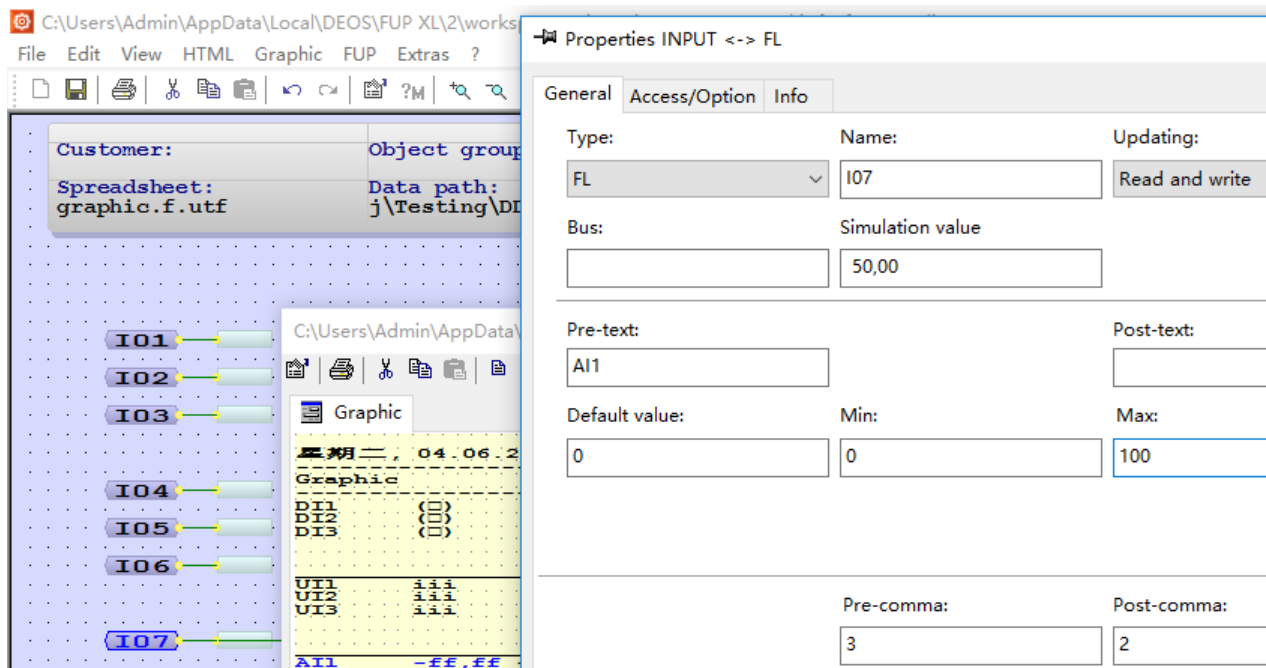 C:\Users\Admin\AppData\Local\DEOS\FUP XL\2\works
File Edit View HTML Graphic FUP Extras ?
?M
Customer:
Object group
Spreadsheet:
graphic.f.utf
Data path:
j\Testing\DD
I01
I02
I03
I04
I05
I06
I07
C:\Users\Admin\AppData\
Graphic
星期二, 04.06.2
Graphic
DI1 (□)
DI2 (□)
DI3 (□)
UI1 iii
UI2 iii
UI3 iii
AI1 -ff,ff
Properties INPUT <-> FL
General Access/Option Info
Type: Name: Updating:
FL I07 Read and write
Bus: Simulation value
50,00
Pre-text: Post-text:
AI1
Default value: Min: Max:
0 0 100
Pre-comma: Post-comma:
3 2